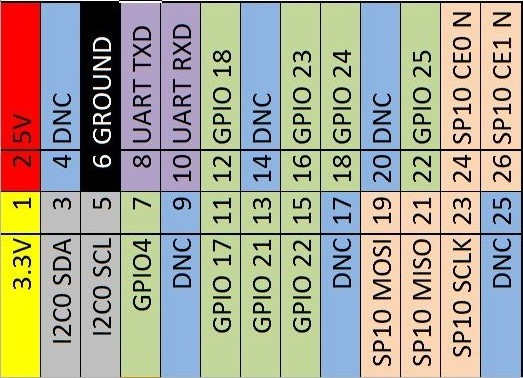 2 5V
4 DNC
6 GROUND
8 UART TXD
10 UART RXD
12 GPIO 18
14 DNC
16 GPIO 23
18 GPIO 24
20 DNC
22 GPIO 25
24 SP10 CE0 N
26 SP10 CE1 N
3.3V 1
I2C0 SDA 3
I2C0 SCL 5
GPIO4 7
DNC 9
GPIO 17 11
GPIO 21 13
GPIO 22 15
DNC 17
SP10 MOSI 19
SP10 MISO 21
SP10 SCLK 23
DNC 25